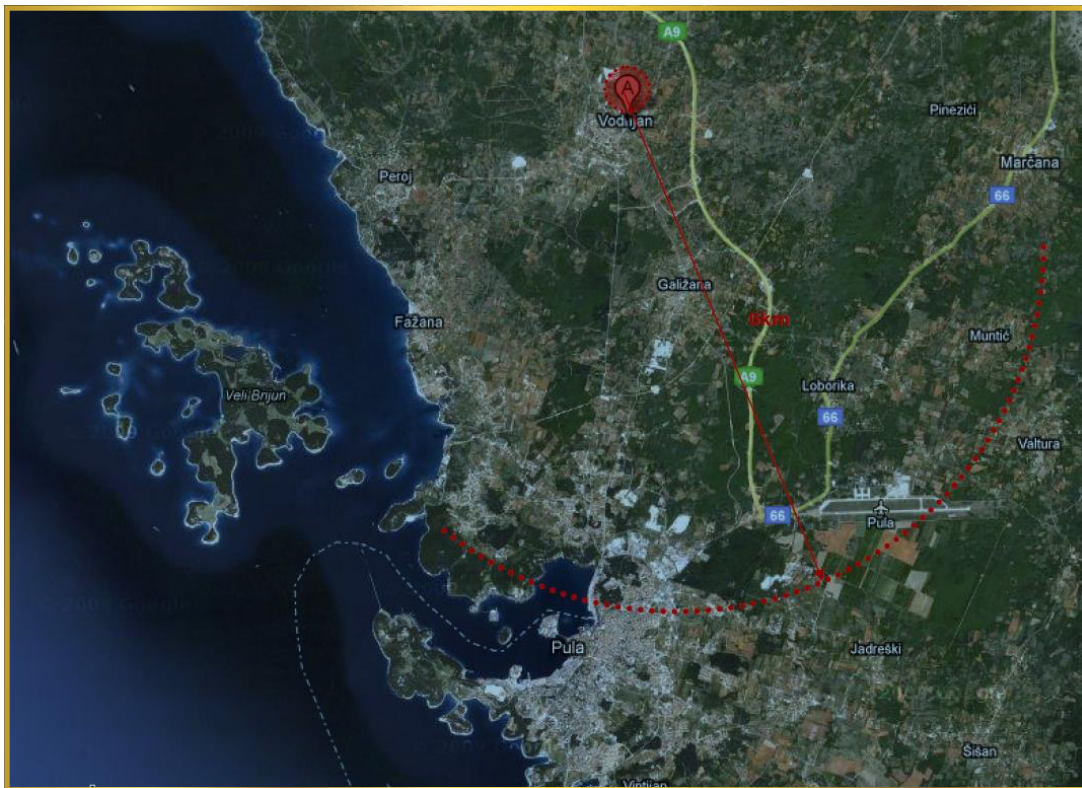 A9
A
Vodnjan
Pinezići
Marčana
Peroj
66
Galižana
Fažana
Muntić
A9
Loborika
Veli Brijun
66
Valtura
66
Pula
Pula
Jadreški
Šišan
Vintijan